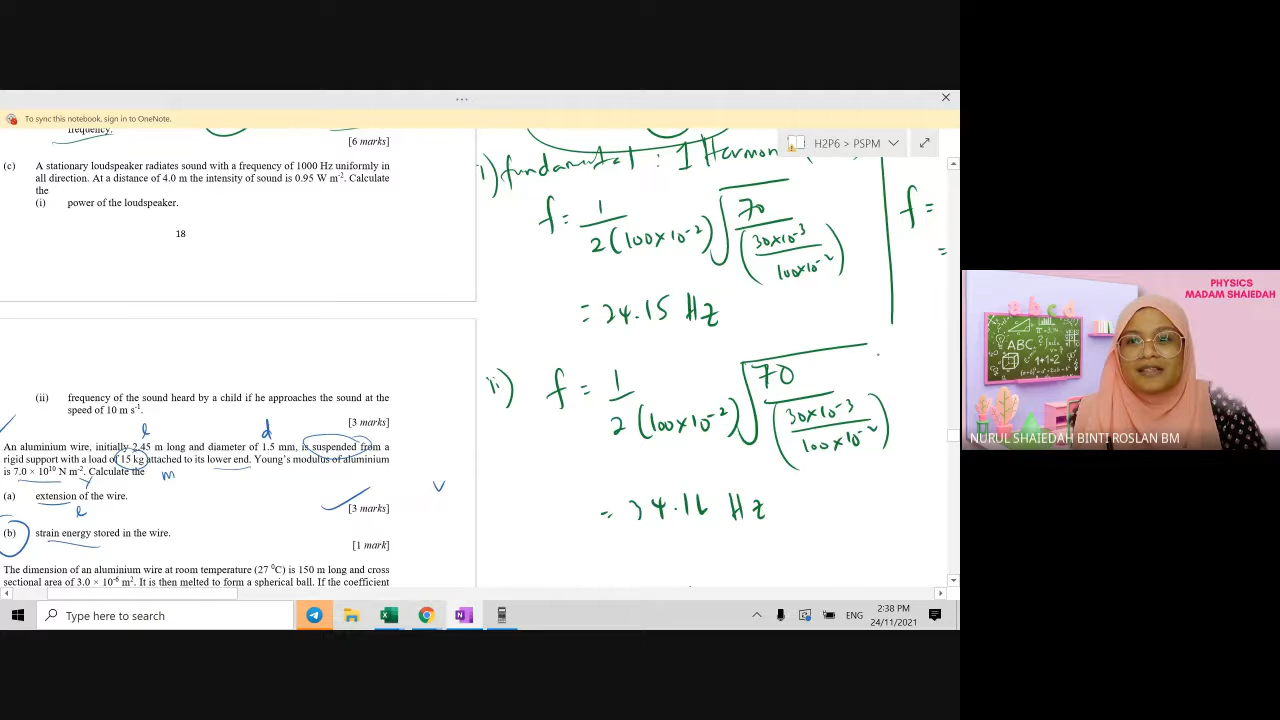 To sync this notebook, sign in to OneNote.
H2P6 > PSPM
frequency.
[6 marks]
(c) A stationary loudspeaker radiates sound with a frequency of 1000 Hz uniformly in
all direction. At a distance of 4.0 m the intensity of sound is 0.95 W m⁻². Calculate
the
(i) power of the loudspeaker.
18
(ii) frequency of the sound heard by a child if he approaches the sound at the
speed of 10 m s⁻¹.
[3 marks]
l d
An aluminium wire, initially 2.45 m long and diameter of 1.5 mm, is suspended from a
rigid support with a load of 15 kg attached to its lower end. Young's modulus of aluminium
is 7.0 × 10¹⁰ N m⁻². Calculate the
Y m
(a) extension of the wire.
e
[3 marks]
(b) strain energy stored in the wire.
[1 mark]
The dimension of an aluminium wire at room temperature (27 ⁰C) is 150 m long and cross
sectional area of 3.0 × 10⁻⁶ m². It is then melted to form a spherical ball. If the coefficient
i) fundamental : 1 Harmon
f = 1 / 2(100×10⁻²) √(70 / (30×10⁻³ / 100×10⁻²))
= 24.15 Hz
f =
=
ii) f = 1 / 2(100×10⁻²) √(70 / (30×10⁻³ / 100×10⁻²))
= 34.16 Hz
PHYSICS
MADAM SHAIEDAH
abcd
ABC
1+1=2
NURUL SHAIEDAH BINTI ROSLAN BM
Type here to search
ENG
2:38 PM
24/11/2021